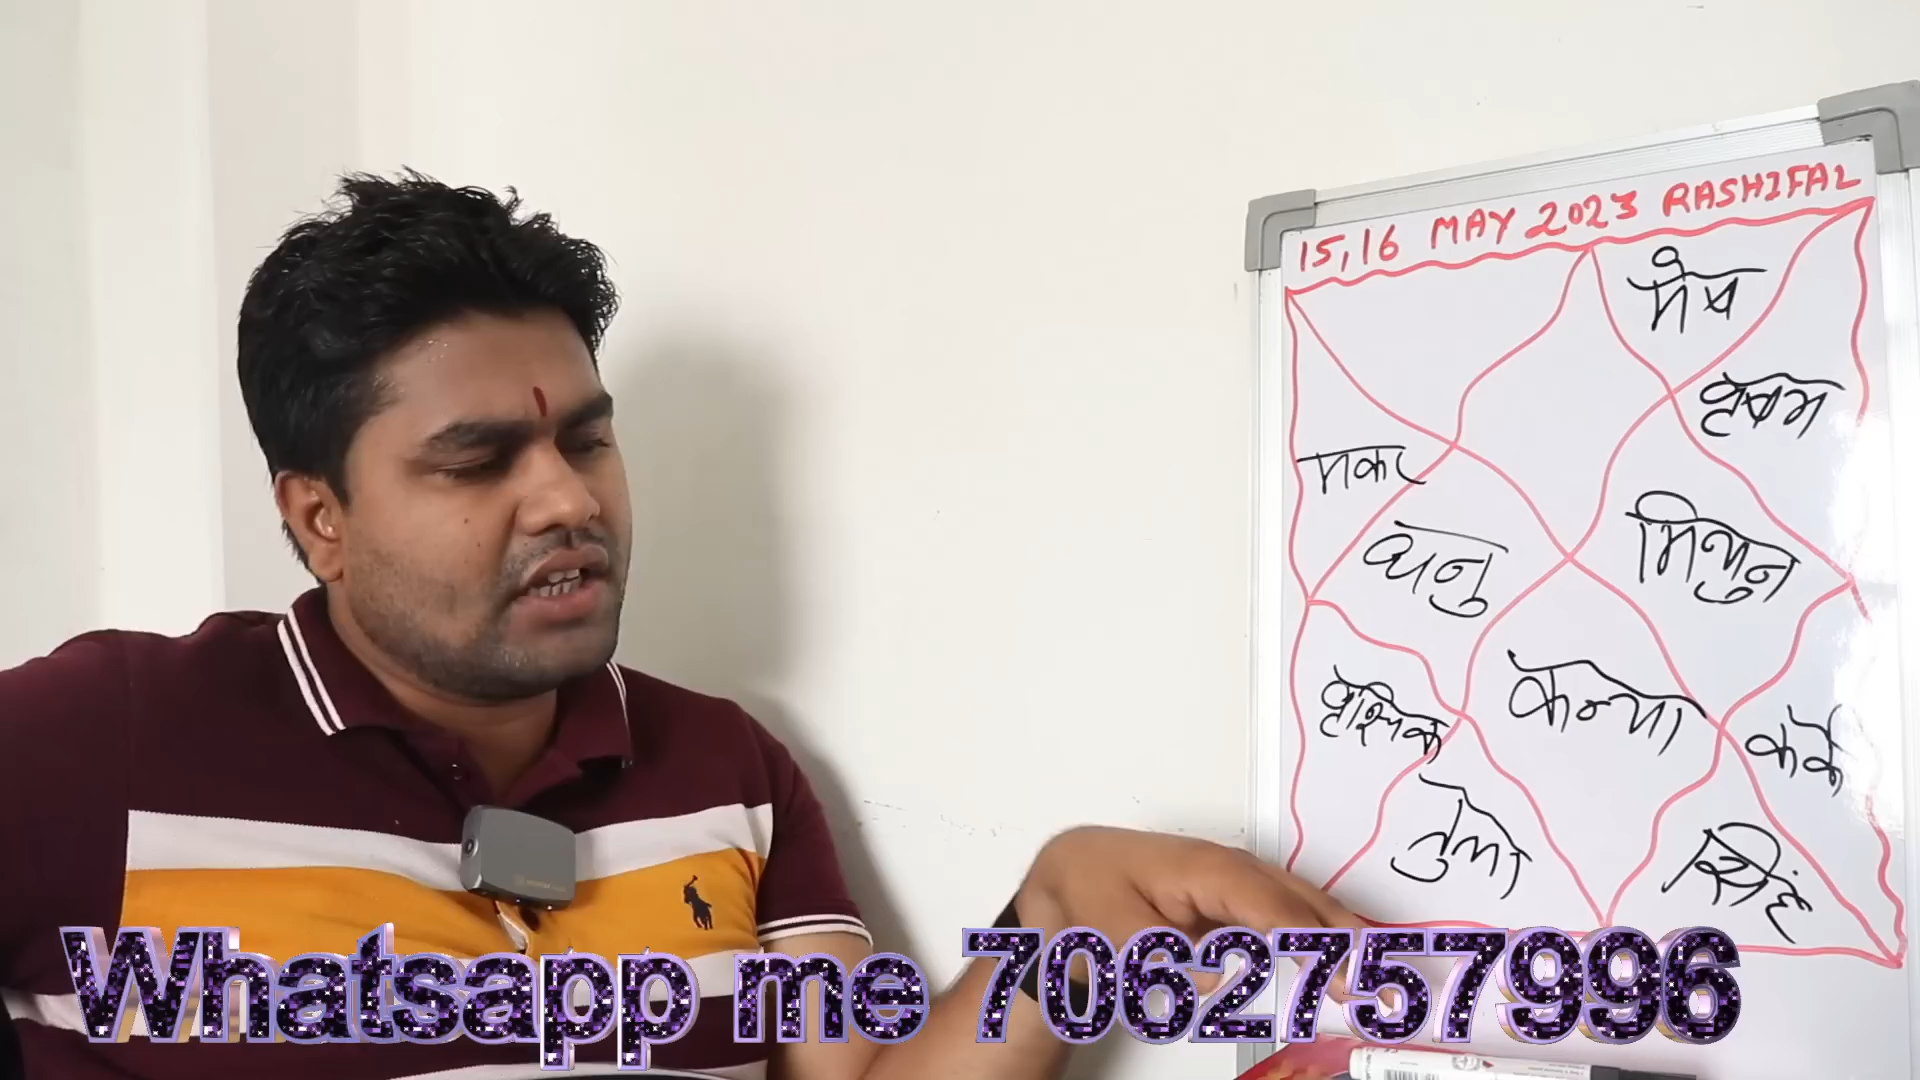 15,16 MAY 2023 RASHIFAL
मेष
वृषभ
मकर
धनु
मिथुन
वृश्चिक
कन्या
कर्क
तुला
सिंह
Whatsapp me 7062757996